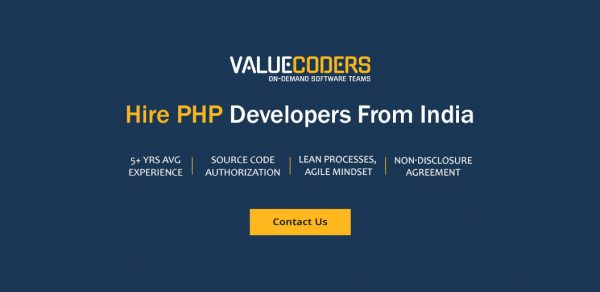 VALUECODERS
ON-DEMAND SOFTWARE TEAMS
Hire PHP Developers From India
5+ YRS AVG
EXPERIENCE
SOURCE CODE
AUTHORIZATION
LEAN PROCESSES,
AGILE MINDSET
NON-DISCLOSURE
AGREEMENT
Contact Us